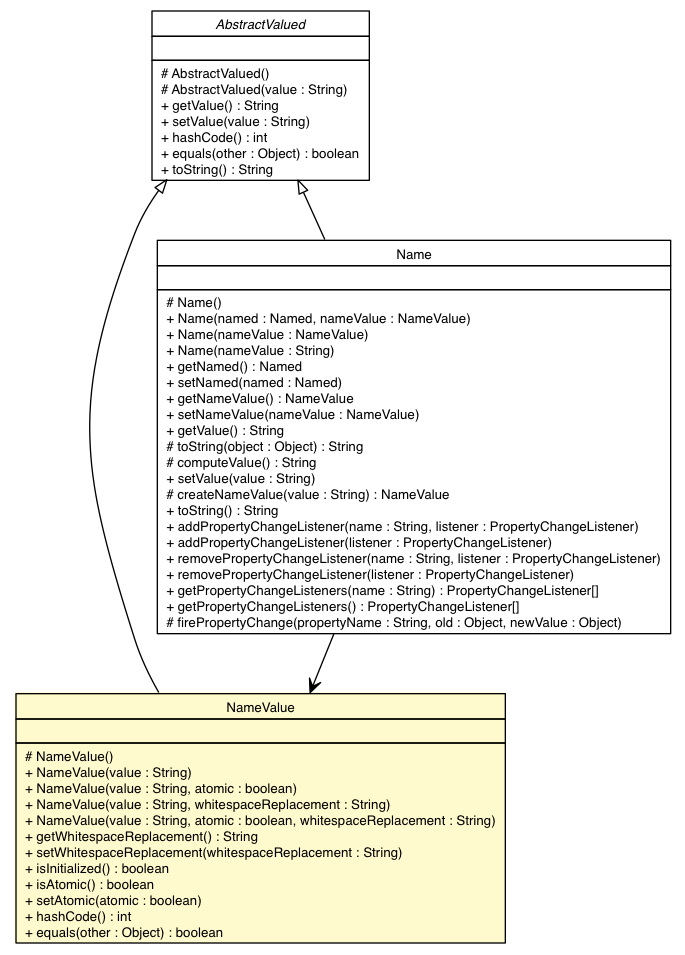 AbstractValued
# AbstractValued()
# AbstractValued(value : String)
+ getValue() : String
+ setValue(value : String)
+ hashCode() : int
+ equals(other : Object) : boolean
+ toString() : String
Name
# Name()
+ Name(named : Named, nameValue : NameValue)
+ Name(nameValue : NameValue)
+ Name(nameValue : String)
+ getNamed() : Named
+ setNamed(named : Named)
+ getNameValue() : NameValue
+ setNameValue(nameValue : NameValue)
+ getValue() : String
# toString(object : Object) : String
# computeValue() : String
+ setValue(value : String)
# createNameValue(value : String) : NameValue
+ toString() : String
+ addPropertyChangeListener(name : String, listener : PropertyChangeListener)
+ addPropertyChangeListener(listener : PropertyChangeListener)
+ removePropertyChangeListener(name : String, listener : PropertyChangeListener)
+ removePropertyChangeListener(listener : PropertyChangeListener)
+ getPropertyChangeListeners(name : String) : PropertyChangeListener[]
+ getPropertyChangeListeners() : PropertyChangeListener[]
# firePropertyChange(propertyName : String, old : Object, newValue : Object)
NameValue
# NameValue()
+ NameValue(value : String)
+ NameValue(value : String, atomic : boolean)
+ NameValue(value : String, whitespaceReplacement : String)
+ NameValue(value : String, atomic : boolean, whitespaceReplacement : String)
+ getWhitespaceReplacement() : String
+ setWhitespaceReplacement(whitespaceReplacement : String)
+ isInitialized() : boolean
+ isAtomic() : boolean
+ setAtomic(atomic : boolean)
+ hashCode() : int
+ equals(other : Object) : boolean